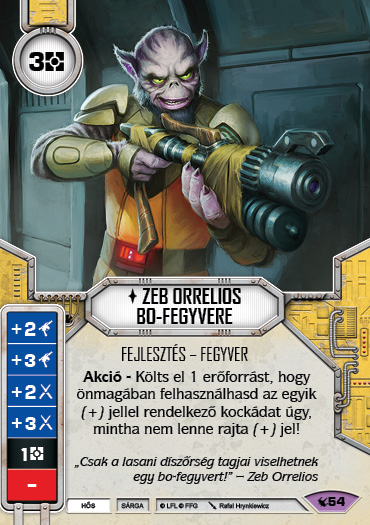 3
ZEB ORRELIOS
BO-FEGYVERE
FEJLESZTÉS – FEGYVER
Akció - Költs el 1 erőforrást, hogy
önmagában felhasználhasd az egyik
(+) jellel rendelkező kockádat úgy,
mintha nem lenne rajta (+) jel!
„Csak a lasani díszőrség tagjai viselhetnek
egy bo-fegyvert!” – Zeb Orrelios
+2
+3
+2
+3
1
–
HŐS
SÁRGA
© LFL © FFG
Rafal Hrynkiewicz
54